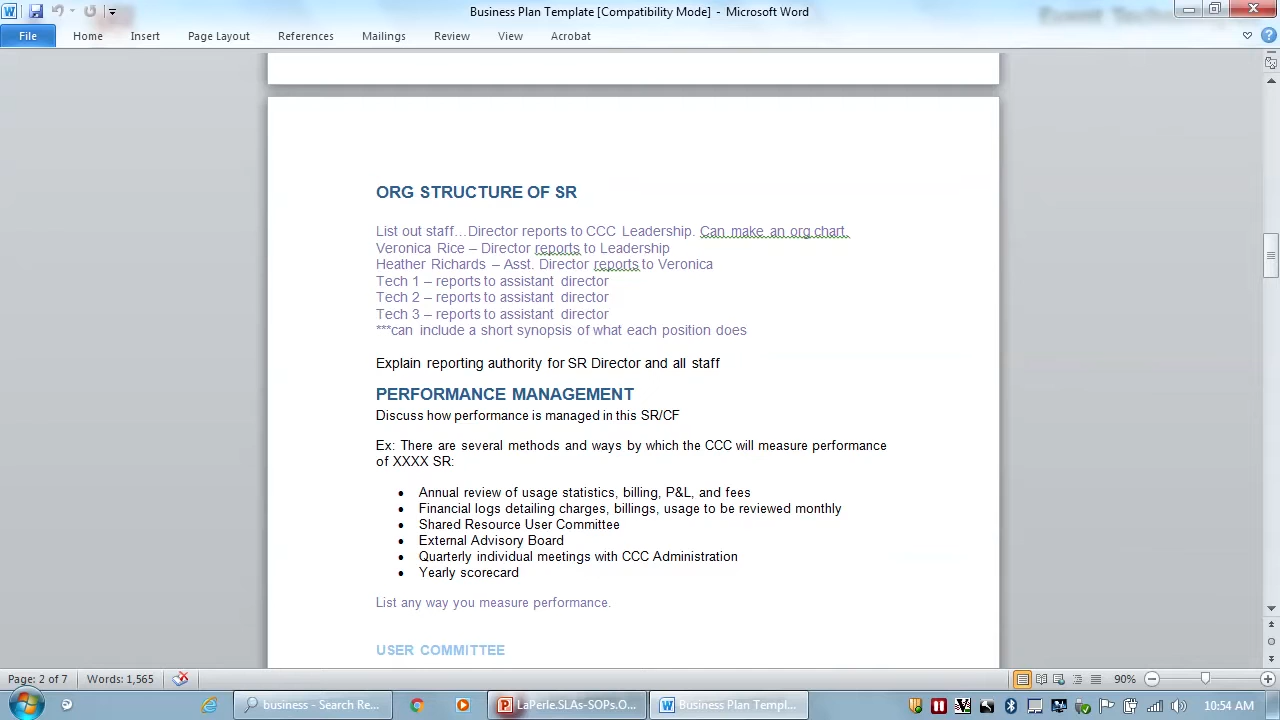 Business Plan Template [Compatibility Mode] - Microsoft Word
File Home Insert Page Layout References Mailings Review View Acrobat
ORG STRUCTURE OF SR
List out staff…Director reports to CCC Leadership. Can make an org chart.
Veronica Rice – Director reports to Leadership
Heather Richards – Asst. Director reports to Veronica
Tech 1 – reports to assistant director
Tech 2 – reports to assistant director
Tech 3 – reports to assistant director
***can include a short synopsis of what each position does
Explain reporting authority for SR Director and all staff
PERFORMANCE MANAGEMENT
Discuss how performance is managed in this SR/CF
Ex: There are several methods and ways by which the CCC will measure performance
of XXXX SR:
• Annual review of usage statistics, billing, P&L, and fees
• Financial logs detailing charges, billings, usage to be reviewed monthly
• Shared Resource User Committee
• External Advisory Board
• Quarterly individual meetings with CCC Administration
• Yearly scorecard
List any way you measure performance.
USER COMMITTEE
Page: 2 of 7 Words: 1,565 90%
business - Search Re... LaPerle.SLAs-SOPs.O... Business Plan Templ... 10:54 AM